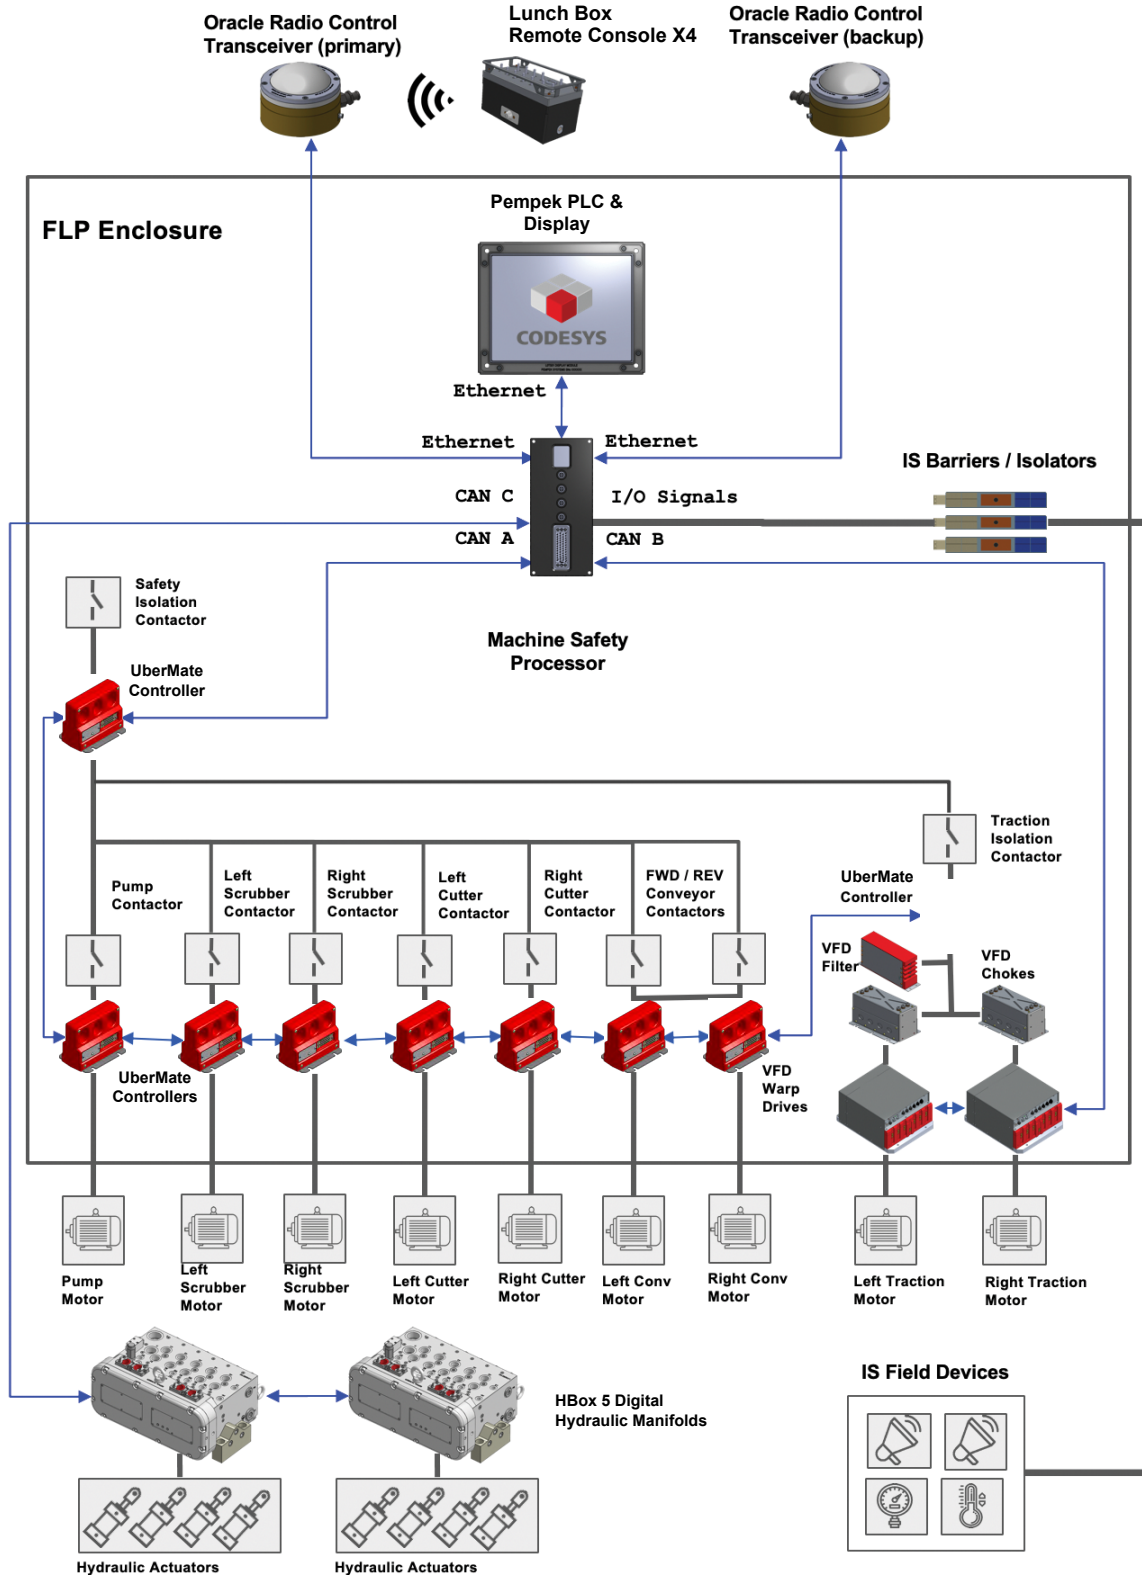 Oracle Radio Control
Transceiver (primary)
Lunch Box
Remote Console X4
Oracle Radio Control
Transceiver (backup)
FLP Enclosure
Pempek PLC &
Display
CODESYS
Ethernet
Ethernet
Ethernet
CAN C
I/O Signals
CAN A
CAN B
IS Barriers / Isolators
Safety
Isolation
Contactor
Machine Safety
Processor
UberMate
Controller
Traction
Isolation
Contactor
Pump
Contactor
Left
Scrubber
Contactor
Right
Scrubber
Contactor
Left
Cutter
Contactor
Right
Cutter
Contactor
FWD / REV
Conveyor
Contactors
UberMate
Controller
VFD
Filter
VFD
Chokes
UberMate
Controllers
VFD
Warp
Drives
Pump
Motor
Left
Scrubber
Motor
Right
Scrubber
Motor
Left Cutter
Motor
Right Cutter
Motor
Left Conv
Motor
Right Conv
Motor
Left Traction
Motor
Right Traction
Motor
HBox 5 Digital
Hydraulic Manifolds
IS Field Devices
Hydraulic Actuators
Hydraulic Actuators